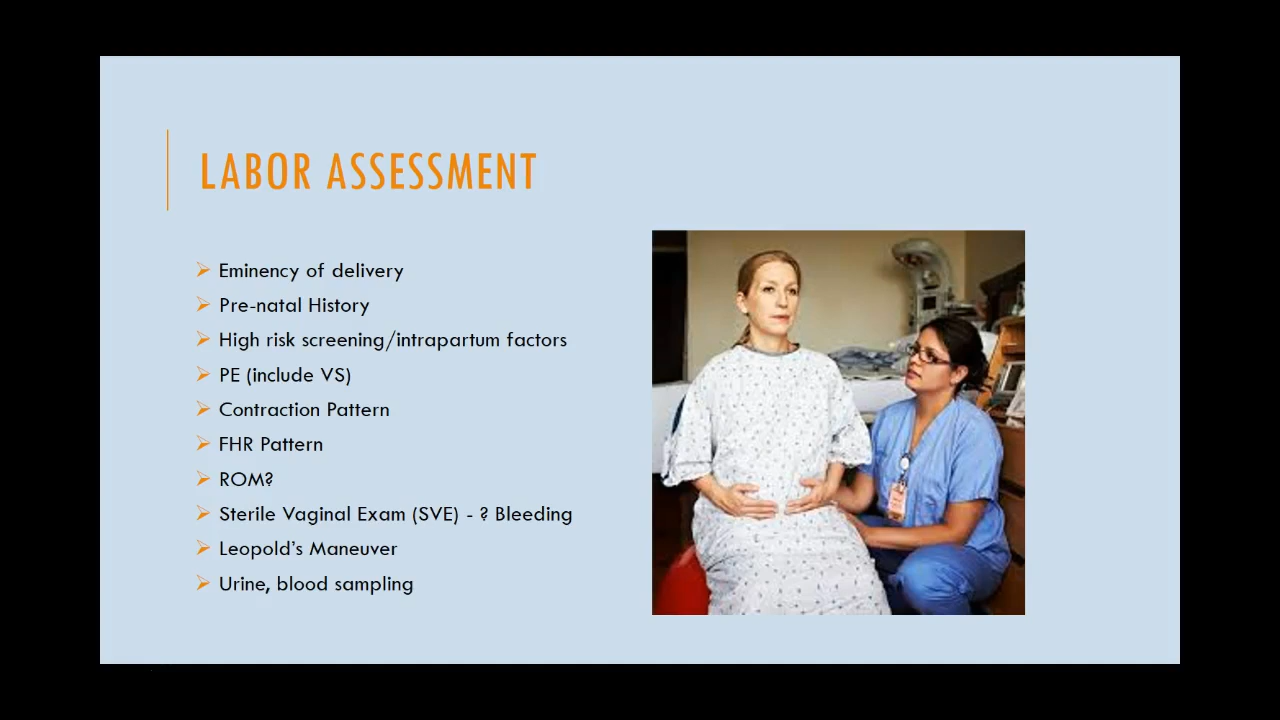 LABOR ASSESSMENT
Eminency of delivery
Pre-natal History
High risk screening/intrapartum factors
PE (include VS)
Contraction Pattern
FHR Pattern
ROM?
Sterile Vaginal Exam (SVE) - ? Bleeding
Leopold's Maneuver
Urine, blood sampling